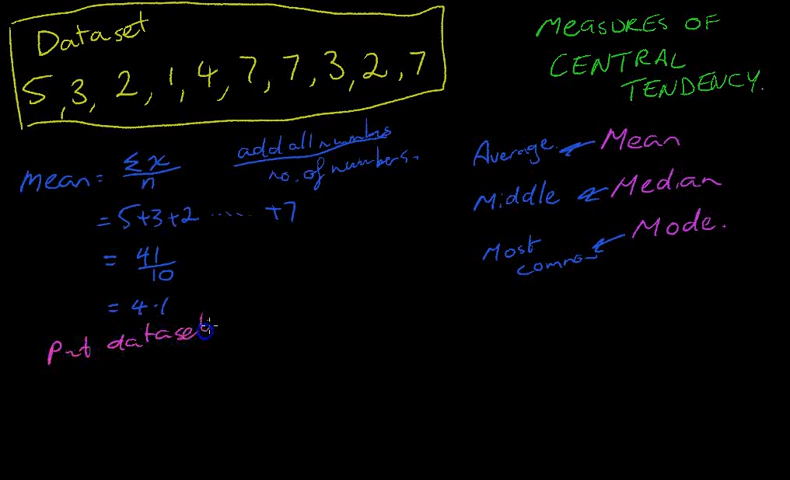 Dataset
5, 3, 2, 1, 4, 7, 7, 3, 2, 7
mean = Σx / n
add all numbers
no. of numbers.
= 5+3+2 ...... +7
= 41 / 10
= 4.1
Put dataset
MEASURES OF
CENTRAL
TENDENCY.
Average. Mean
Middle Median
Mode.
Most
common